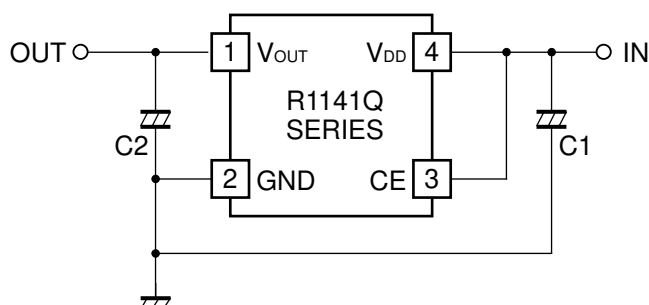 OUT 1 VOUT VDD 4 IN
R1141Q
SERIES
C2 C1
2 GND CE 3